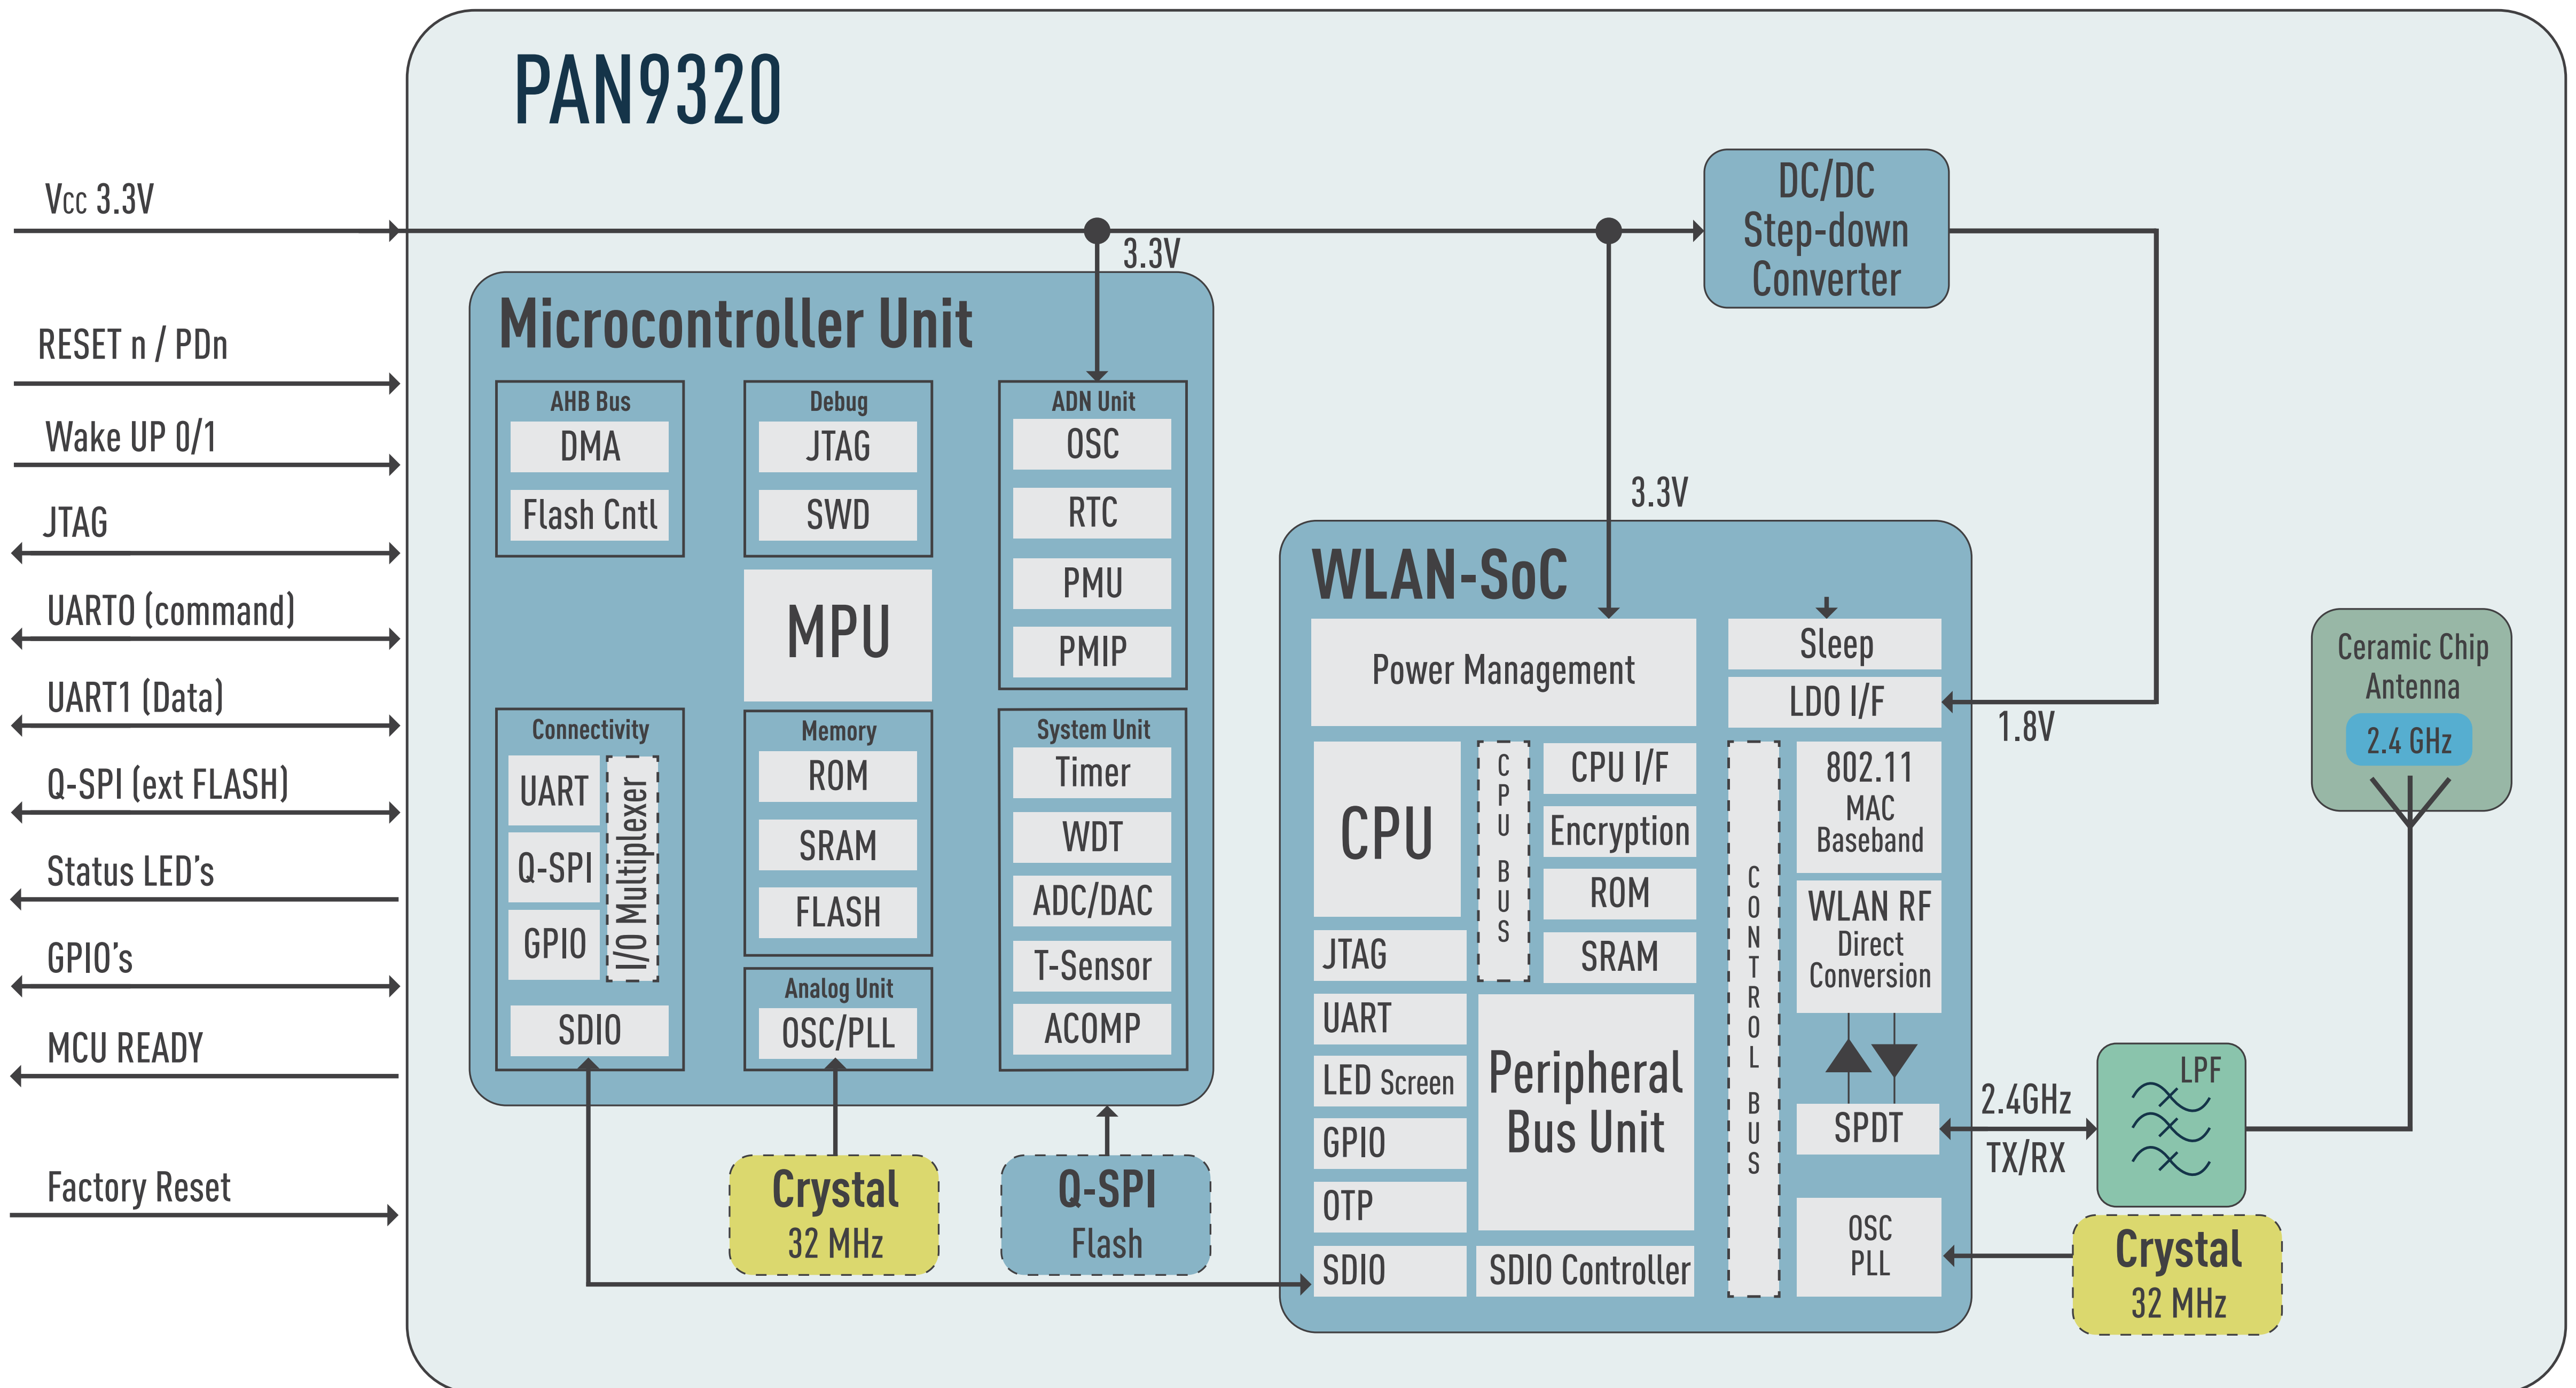 PAN9320
Vcc 3.3V
RESET n / PDn
Wake UP 0/1
JTAG
UART0 (command)
UART1 (Data)
Q-SPI (ext FLASH)
Status LED’s
GPIO’s
MCU READY
Factory Reset
3.3V
Microcontroller Unit
AHB Bus
DMA
Flash Cntl
Debug
JTAG
SWD
ADN Unit
OSC
RTC
PMU
PMIP
MPU
Connectivity
UART
Q-SPI
GPIO
I/O Multiplexer
SDIO
Memory
ROM
SRAM
FLASH
Analog Unit
OSC/PLL
System Unit
Timer
WDT
ADC/DAC
T-Sensor
ACOMP
Crystal
32 MHz
Q-SPI
Flash
DC/DC
Step-down
Converter
3.3V
WLAN-SoC
Power Management
Sleep
LDO I/F
1.8V
CPU
CPU BUS
CPU I/F
Encryption
ROM
SRAM
JTAG
UART
LED Screen
GPIO
OTP
SDIO
Peripheral
Bus Unit
SDIO Controller
CONTROL BUS
802.11
MAC
Baseband
WLAN RF
Direct
Conversion
SPDT
OSC
PLL
2.4GHz
TX/RX
LPF
Crystal
32 MHz
Ceramic Chip
Antenna
2.4 GHz